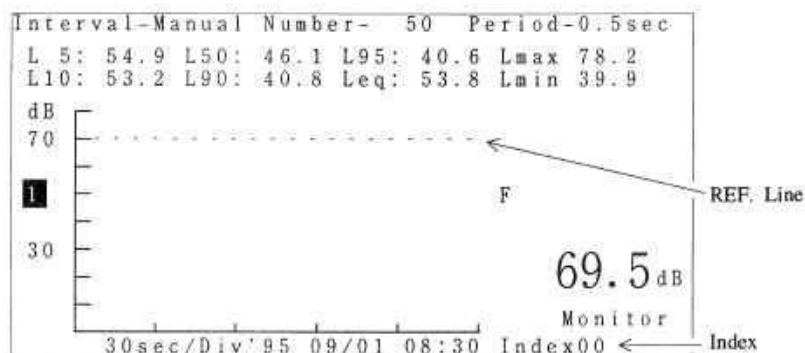 Interval-Manual Number- 50 Period-0.5sec
L 5: 54.9 L50: 46.1 L95: 40.6 Lmax 78.2
L10: 53.2 L90: 40.8 Leq: 53.8 Lmin 39.9
dB
70
1 F REF. Line
30
69.5 dB
Monitor
30sec/Div'95 09/01 08:30 Index00 Index